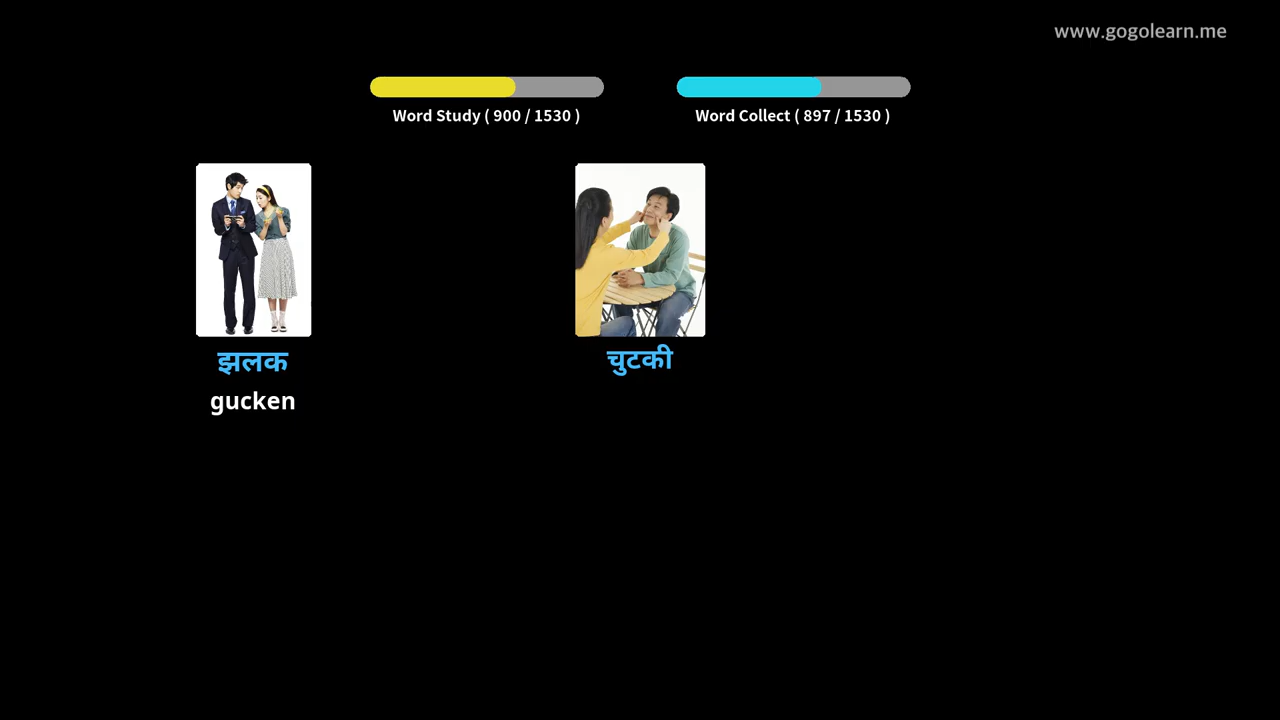 www.gogolearn.me
Word Study ( 900 / 1530 )
Word Collect ( 897 / 1530 )
झलक
चुटकी
gucken